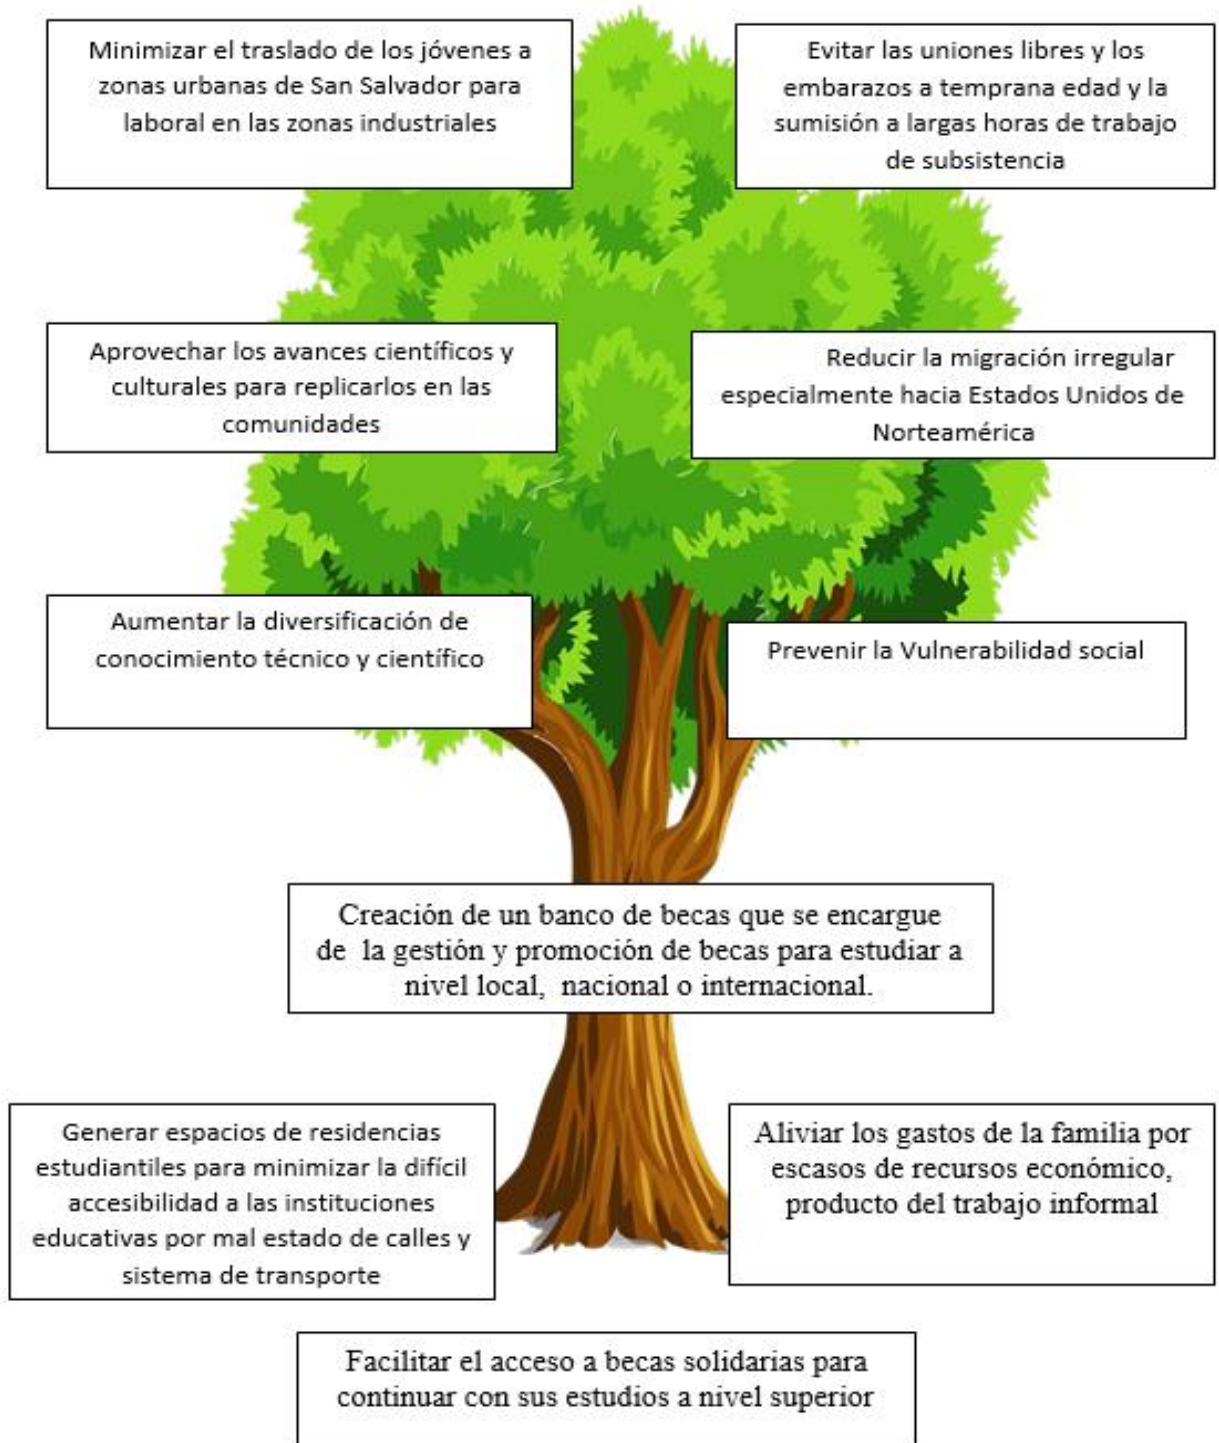 Minimizar el traslado de los jóvenes a
zonas urbanas de San Salvador para
laboral en las zonas industriales
Evitar las uniones libres y los
embarazos a temprana edad y la
sumisión a largas horas de trabajo
de subsistencia
Aprovechar los avances científicos y
culturales para replicarlos en las
comunidades
Reducir la migración irregular
especialmente hacia Estados Unidos de
Norteamérica
Aumentar la diversificación de
conocimiento técnico y científico
Prevenir la Vulnerabilidad social
Creación de un banco de becas que se encargue
de la gestión y promoción de becas para estudiar a
nivel local, nacional o internacional.
Generar espacios de residencias
estudiantiles para minimizar la difícil
accesibilidad a las instituciones
educativas por mal estado de calles y
sistema de transporte
Aliviar los gastos de la familia por
escasos de recursos económico,
producto del trabajo informal
Facilitar el acceso a becas solidarias para
continuar con sus estudios a nivel superior